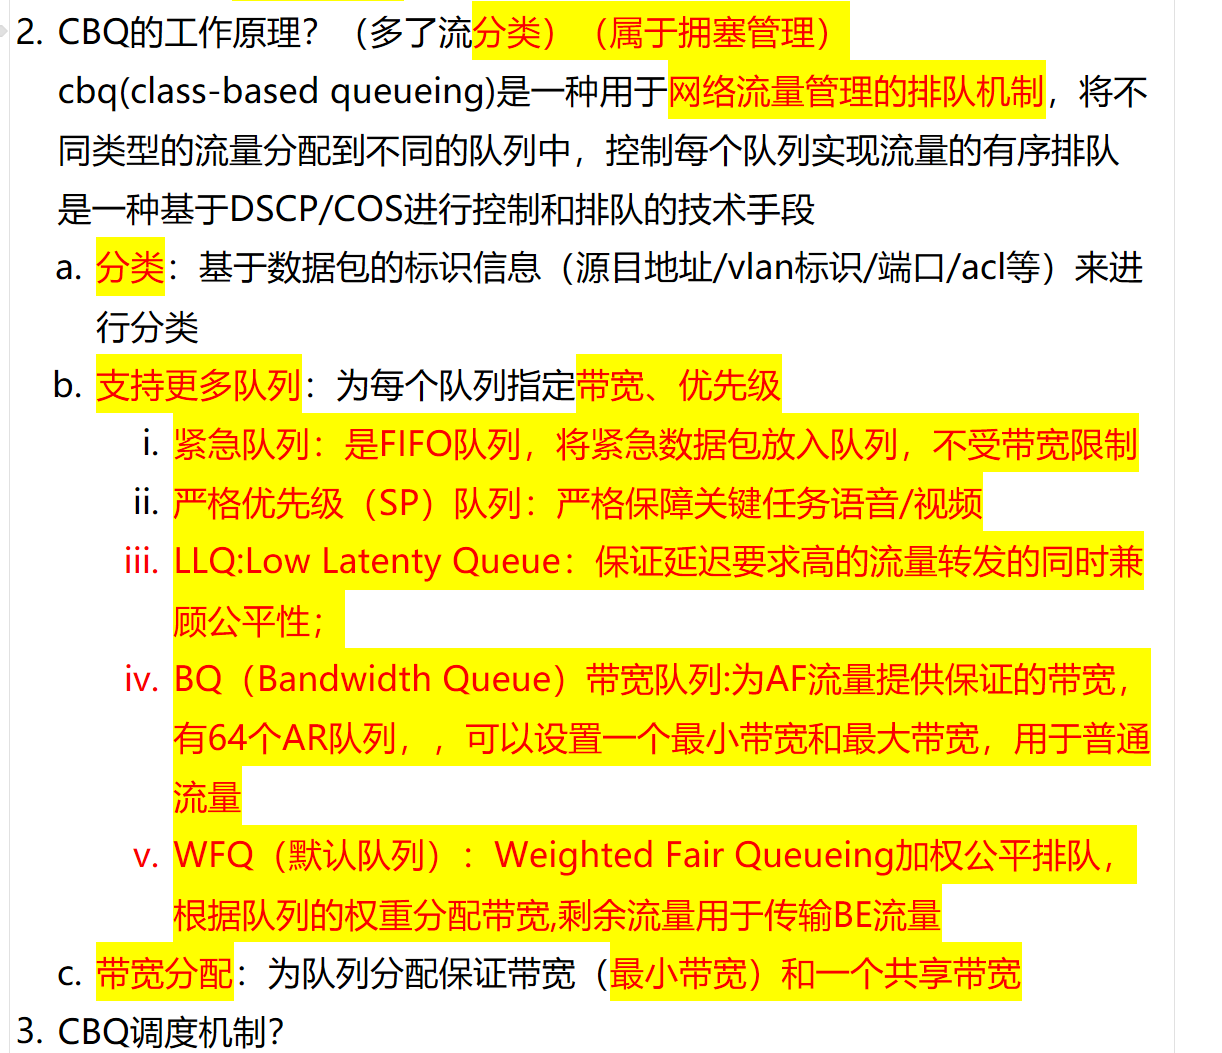 2. CBQ的工作原理？（多了流分类）（属于拥塞管理）
cbq(class-based queueing)是一种用于网络流量管理的排队机制，将不
同类型的流量分配到不同的队列中，控制每个队列实现流量的有序排队
是一种基于DSCP/COS进行控制和排队的技术手段
a. 分类：基于数据包的标识信息（源目地址/vlan标识/端口/acl等）来进
行分类
b. 支持更多队列：为每个队列指定带宽、优先级
i. 紧急队列：是FIFO队列，将紧急数据包放入队列，不受带宽限制
ii. 严格优先级（SP）队列：严格保障关键任务语音/视频
iii. LLQ:Low Latenty Queue：保证延迟要求高的流量转发的同时兼
顾公平性；
iv. BQ（Bandwidth Queue）带宽队列:为AF流量提供保证的带宽，
有64个AR队列，，可以设置一个最小带宽和最大带宽，用于普通
流量
v. WFQ（默认队列）：Weighted Fair Queueing加权公平排队，
根据队列的权重分配带宽,剩余流量用于传输BE流量
c. 带宽分配：为队列分配保证带宽（最小带宽）和一个共享带宽
3. CBQ调度机制？